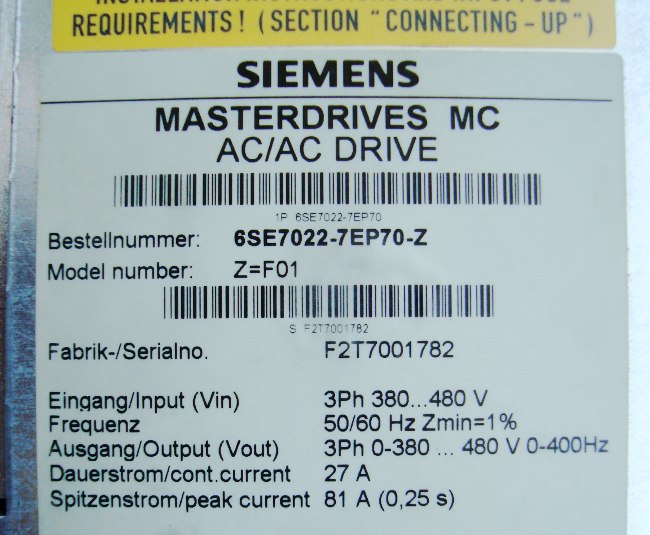 REQUIREMENTS! (SECTION "CONNECTING-UP")
SIEMENS
MASTERDRIVES MC
AC/AC DRIVE
1P 6SE7022-7EP70
Bestellnummer: 6SE7022-7EP70-Z
Model number: Z=F01
S F2T7001782
Fabrik-/Serialno. F2T7001782
Eingang/Input (Vin) 3Ph 380...480 V
Frequenz 50/60 Hz Zmin=1%
Ausgang/Output (Vout) 3Ph 0-380 ... 480 V 0-400Hz
Dauerstrom/cont.current 27 A
Spitzenstrom/peak current 81 A (0,25 s)